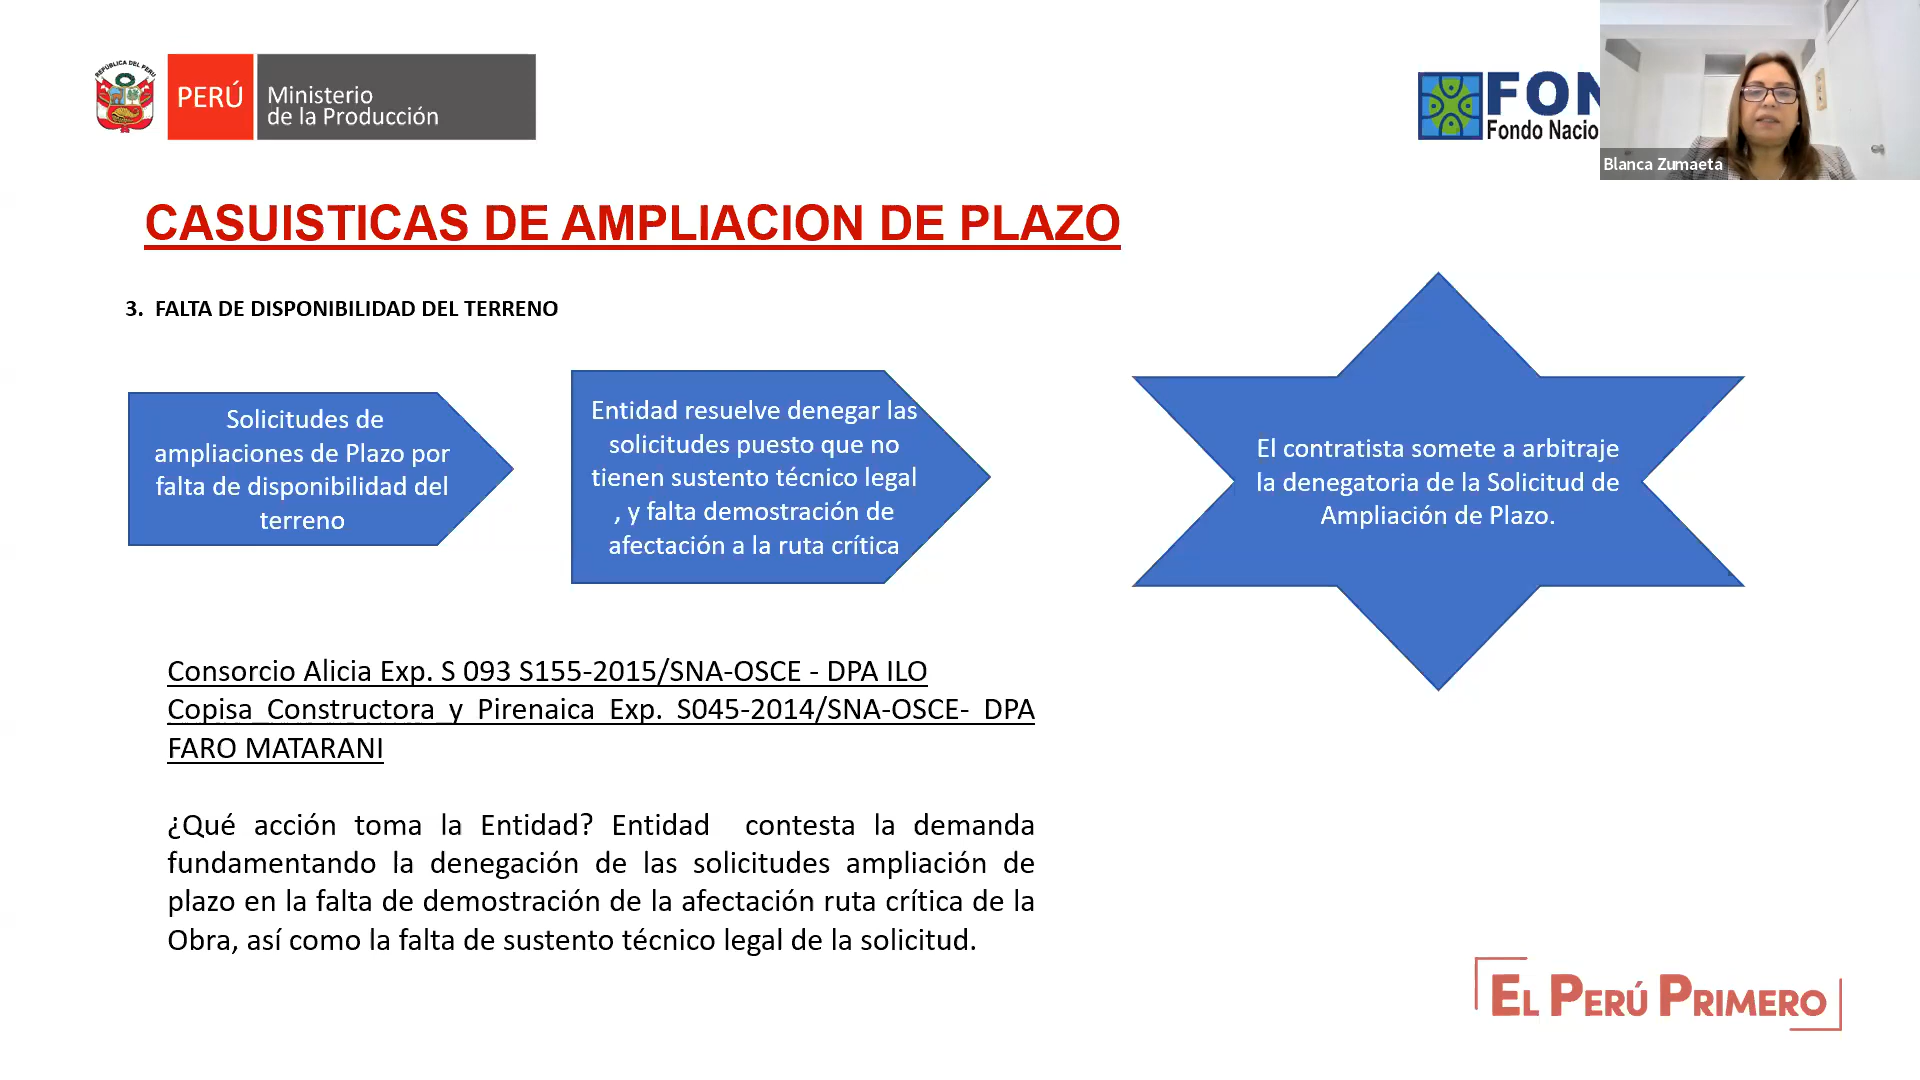 REPÚBLICA DEL PERÚ
PERÚ
Ministerio
de la Producción
FON
Fondo Nacio
Blanca Zumaeta
CASUISTICAS DE AMPLIACION DE PLAZO
3. FALTA DE DISPONIBILIDAD DEL TERRENO
Solicitudes de
ampliaciones de Plazo por
falta de disponibilidad del
terreno
Entidad resuelve denegar las
solicitudes puesto que no
tienen sustento técnico legal
, y falta demostración de
afectación a la ruta crítica
El contratista somete a arbitraje
la denegatoria de la Solicitud de
Ampliación de Plazo.
Consorcio Alicia Exp. S 093 S155-2015/SNA-OSCE - DPA ILO
Copisa Constructora y Pirenaica Exp. S045-2014/SNA-OSCE- DPA
FARO MATARANI
¿Qué acción toma la Entidad? Entidad contesta la demanda
fundamentando la denegación de las solicitudes ampliación de
plazo en la falta de demostración de la afectación ruta crítica de la
Obra, así como la falta de sustento técnico legal de la solicitud.
EL PERÚ PRIMERO